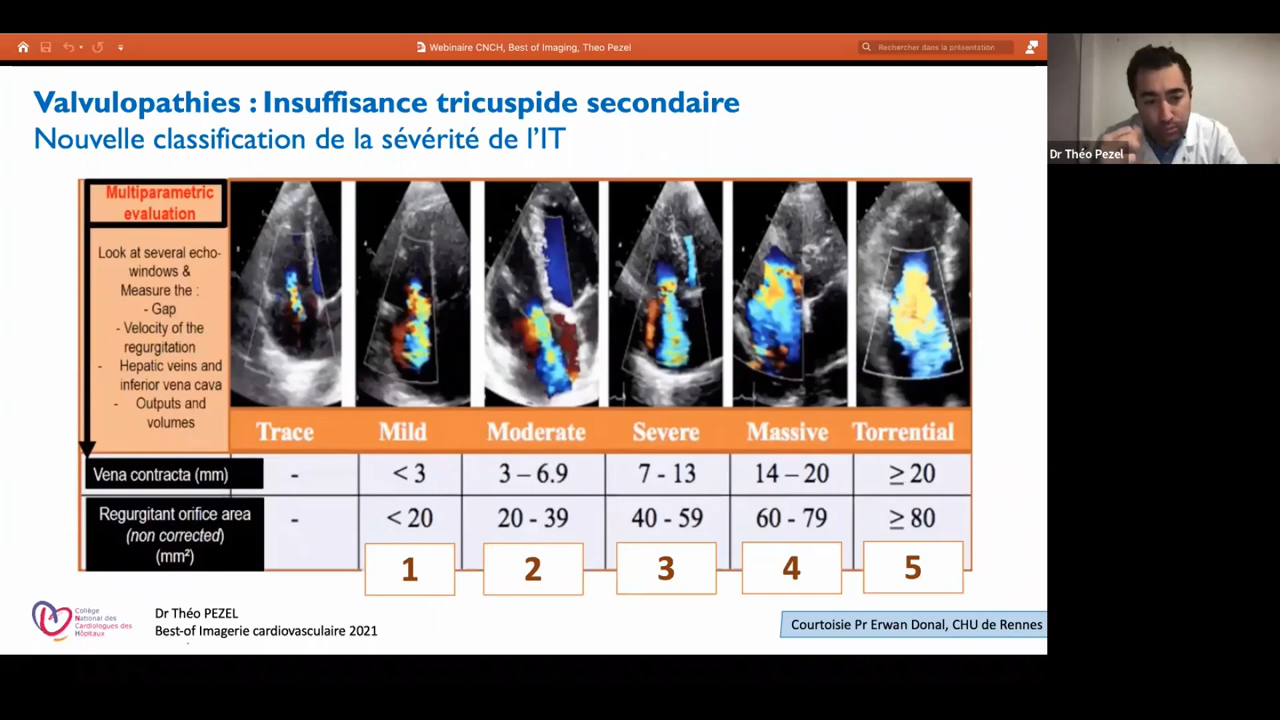 Webinaire CNCH, Best of Imaging, Theo Pezel
Rechercher dans la présentation
Valvulopathies : Insuffisance tricuspide secondaire
Nouvelle classification de la sévérité de l'IT
Dr Théo Pezel
Multiparametric
evaluation
Look at several echo-
windows &
Measure the :
- Gap
- Velocity of the
regurgitation
- Hepatic veins and
inferior vena cava
- Outputs and
volumes
Trace Mild Moderate Severe Massive Torrential
Vena contracta (mm) - < 3 3 – 6.9 7 - 13 14 – 20 ≥ 20
Regurgitant orifice area
(non corrected)
(mm²)
- < 20 20 - 39 40 - 59 60 - 79 ≥ 80
1 2 3 4 5
Collège
National des
Cardiologues des
Hôpitaux
Dr Théo PEZEL
Best-of Imagerie cardiovasculaire 2021
Courtoisie Pr Erwan Donal, CHU de Rennes